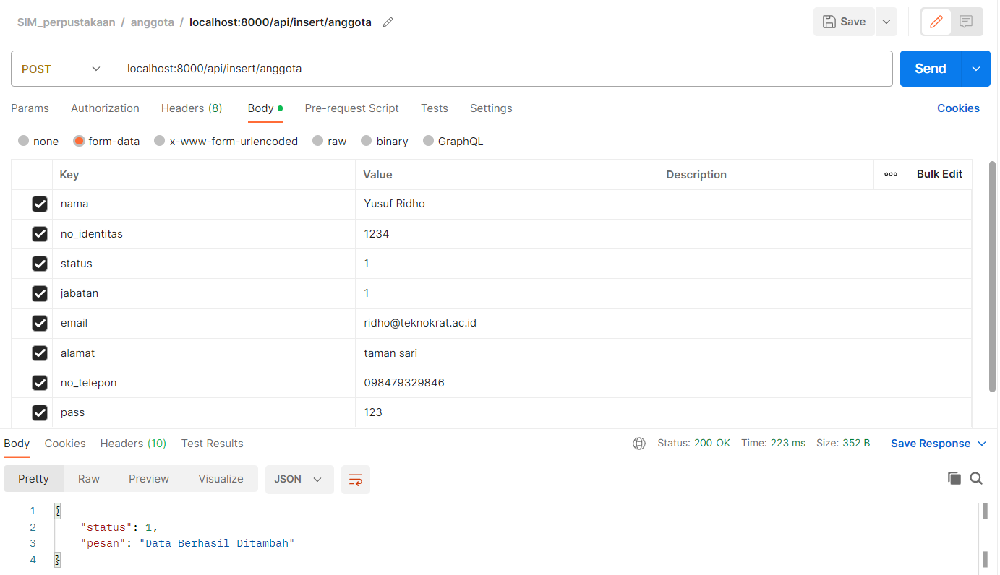 SIM_perpustakaan / anggota / localhost:8000/api/insert/anggota
Save
POST localhost:8000/api/insert/anggota Send
Params Authorization Headers (8) Body Pre-request Script Tests Settings Cookies
none form-data x-www-form-urlencoded raw binary GraphQL
Key Value Description Bulk Edit
nama Yusuf Ridho
no_identitas 1234
status 1
jabatan 1
email ridho@teknokrat.ac.id
alamat taman sari
no_telepon 098479329846
pass 123
Body Cookies Headers (10) Test Results Status: 200 OK Time: 223 ms Size: 352 B Save Response
Pretty Raw Preview Visualize JSON
1 {
2 "status": 1,
3 "pesan": "Data Berhasil Ditambah"
4 }